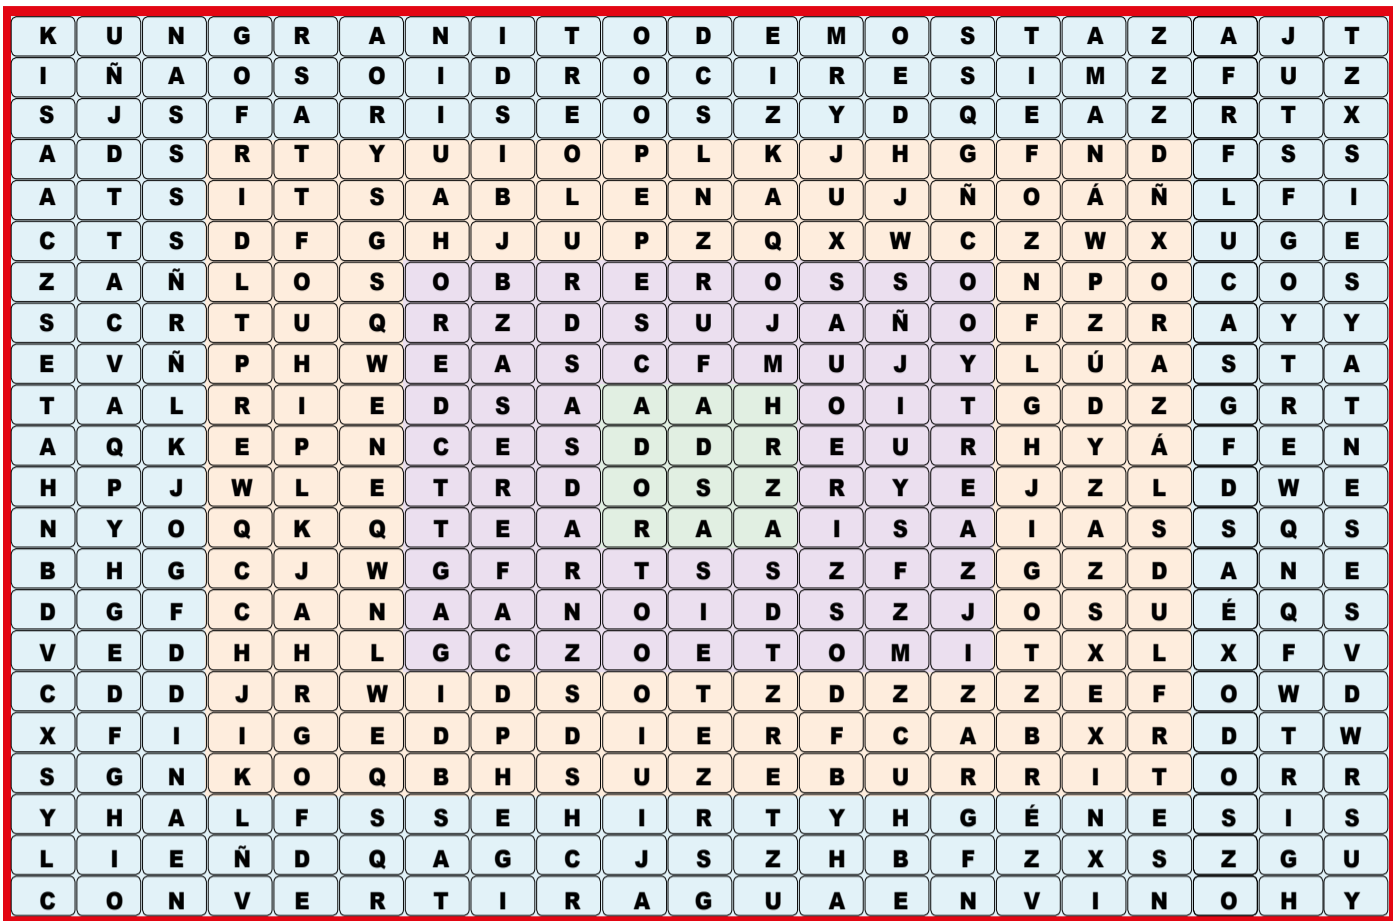 K U N G R A N I T O D E M O S T A Z A J T
I Ñ A O S O I D R O C I R E S I M Z F U Z
S J S F A R I S E O S Z Y D Q E A Z R T X
A D S R T Y U I O P L K J H G F N D F S S
A T S I T S A B L E N A U J Ñ O Á Ñ L F I
C T S D F G H J U P Z Q X W C Z W X U G E
Z A Ñ L O S O B R E R O S S O N P O C O S
S C R T U Q R Z D S U J A Ñ O F Z R A Y Y
E V Ñ P H W E A S C F M U J Y L Ú A S T A
T A L R I E D S A A A H O I T G D Z G R T
A Q K E P N C E S D D R E U R H Y Á F E N
H P J W L E T R D O S Z R Y E J Z L D W E
N Y O Q K Q T E A R A A I S A I A S S Q S
B H G C J W G F R T S S Z F Z G Z D A N E
D G F C A N A A N O I D S Z J O S U É Q S
V E D H H L G C Z O E T O M I T X L X F V
C D D J R W I D S O T Z D Z Z Z E F O W D
X F I I G E D P D I E R F C A B X R D T W
S G N K O Q B H S U Z E B U R R I T O R R
Y H A L F S S E H I R T Y H G É N E S I S
L I E Ñ D Q A G C J S Z H B F Z X S Z G U
C O N V E R T I R A G U A E N V I N O H Y